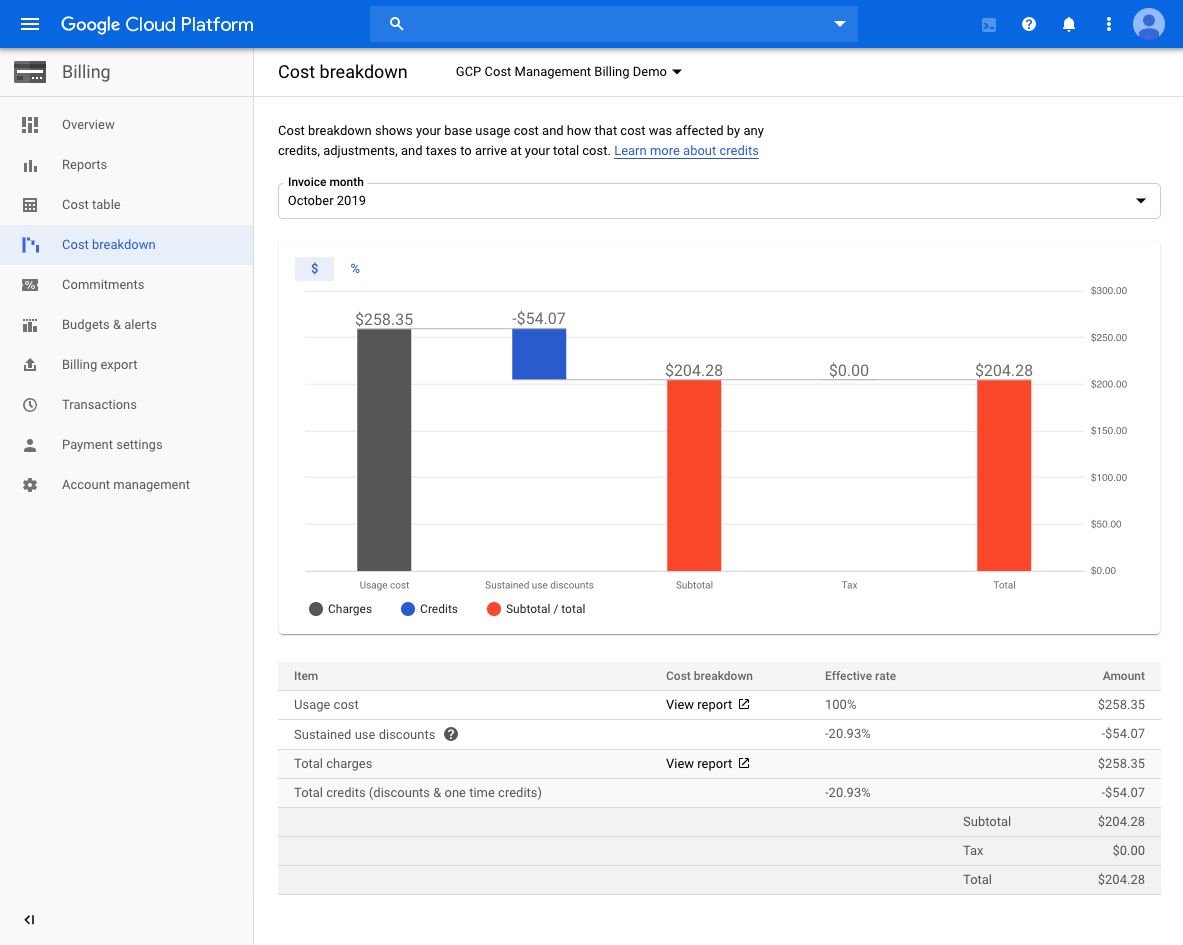 Google Cloud Platform
Billing
Cost breakdown
GCP Cost Management Billing Demo
Overview
Reports
Cost table
Cost breakdown
Commitments
Budgets & alerts
Billing export
Transactions
Payment settings
Account management
Cost breakdown shows your base usage cost and how that cost was affected by any
credits, adjustments, and taxes to arrive at your total cost. Learn more about credits
Invoice month
October 2019
$ %
$300.00
$250.00
$200.00
$150.00
$100.00
$50.00
$0.00
$258.35 -$54.07 $204.28 $0.00 $204.28
Usage cost Sustained use discounts Subtotal Tax Total
Charges Credits Subtotal / total
Item Cost breakdown Effective rate Amount
Usage cost View report 100% $258.35
Sustained use discounts ? -20.93% -$54.07
Total charges View report $258.35
Total credits (discounts & one time credits) -20.93% -$54.07
Subtotal $204.28
Tax $0.00
Total $204.28